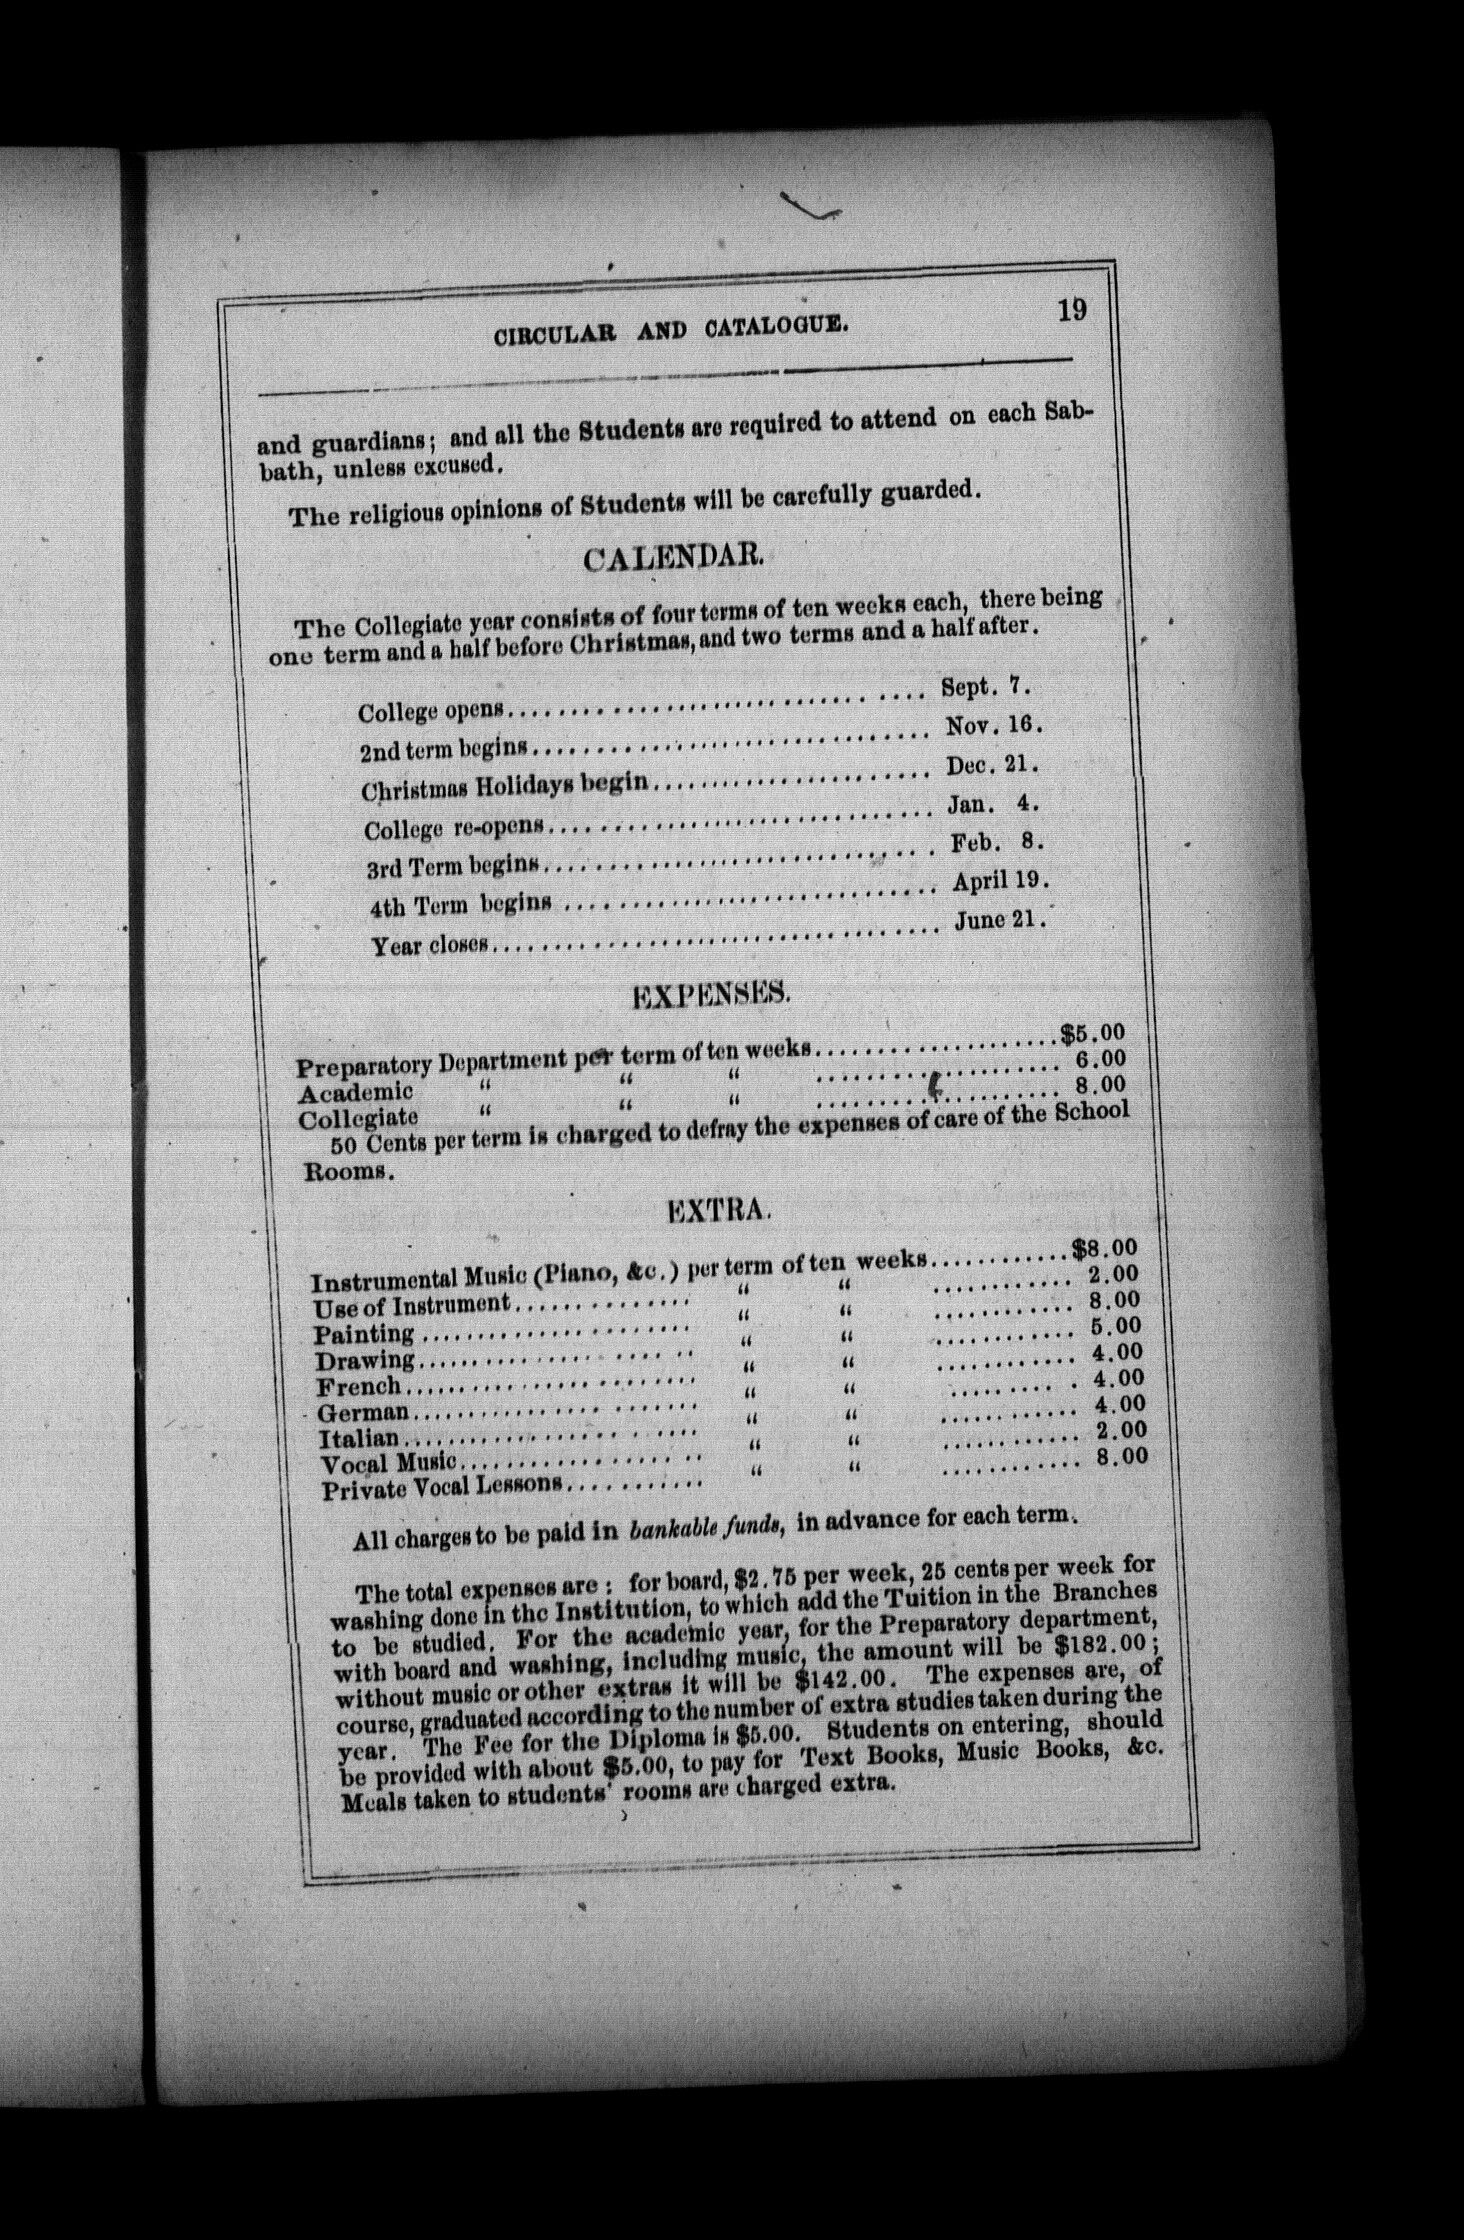 CIRCULAR AND CATALOGUE. 19
and guardians; and all the Students are required to attend on each Sab-
bath, unless excused.
The religious opinions of Students will be carefully guarded.
CALENDAR.
The Collegiate year consists of four terms of ten weeks each, there being
one term and a half before Christmas, and two terms and a half after.
College opens................................ Sept. 7.
2nd term begins................................ Nov. 16.
Christmas Holidays begin....................... Dec. 21.
College re-opens............................... Jan. 4.
3rd Term begins................................ Feb. 8.
4th Term begins ............................... April 19.
Year closes.................................... June 21.
EXPENSES.
Preparatory Department per term of ten weeks....................$5.00
Academic “ “ “ .................... 6.00
Collegiate “ “ “ .................... 8.00
50 Cents per term is charged to defray the expenses of care of the School
Rooms.
EXTRA.
Instrumental Music (Piano, &c.) per term of ten weeks............$8.00
Use of Instrument............... “ “ ............ 2.00
Painting ...................... “ “ ............ 8.00
Drawing...................... “ “ ............ 5.00
French........................ “ “ ............ 4.00
German....................... “ “ ......... . 4.00
Italian........................ “ “ ............ 4.00
Vocal Music................... “ “ ............ 2.00
Private Vocal Lessons........... “ “ ............ 8.00
All charges to be paid in bankable funds, in advance for each term.
The total expenses are : for board, $2.75 per week, 25 cents per week for
washing done in the Institution, to which add the Tuition in the Branches
to be studied. For the academic year, for the Preparatory department,
with board and washing, including music, the amount will be $182.00;
without music or other extras it will be $142.00. The expenses are, of
course, graduated according to the number of extra studies taken during the
year. The Fee for the Diploma is $5.00. Students on entering, should
be provided with about $5.00, to pay for Text Books, Music Books, &c.
Meals taken to students' rooms are charged extra.